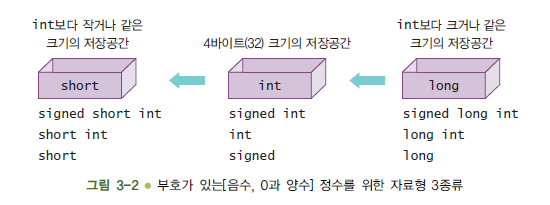 int보다 작거나 같은
크기의 저장공간
short
signed short int
short int
short
4바이트(32) 크기의 저장공간
int
signed int
int
signed
int보다 크거나 같은
크기의 저장공간
long
signed long int
long int
long
그림 3-2 ● 부호가 있는[음수, 0과 양수] 정수를 위한 자료형 3종류